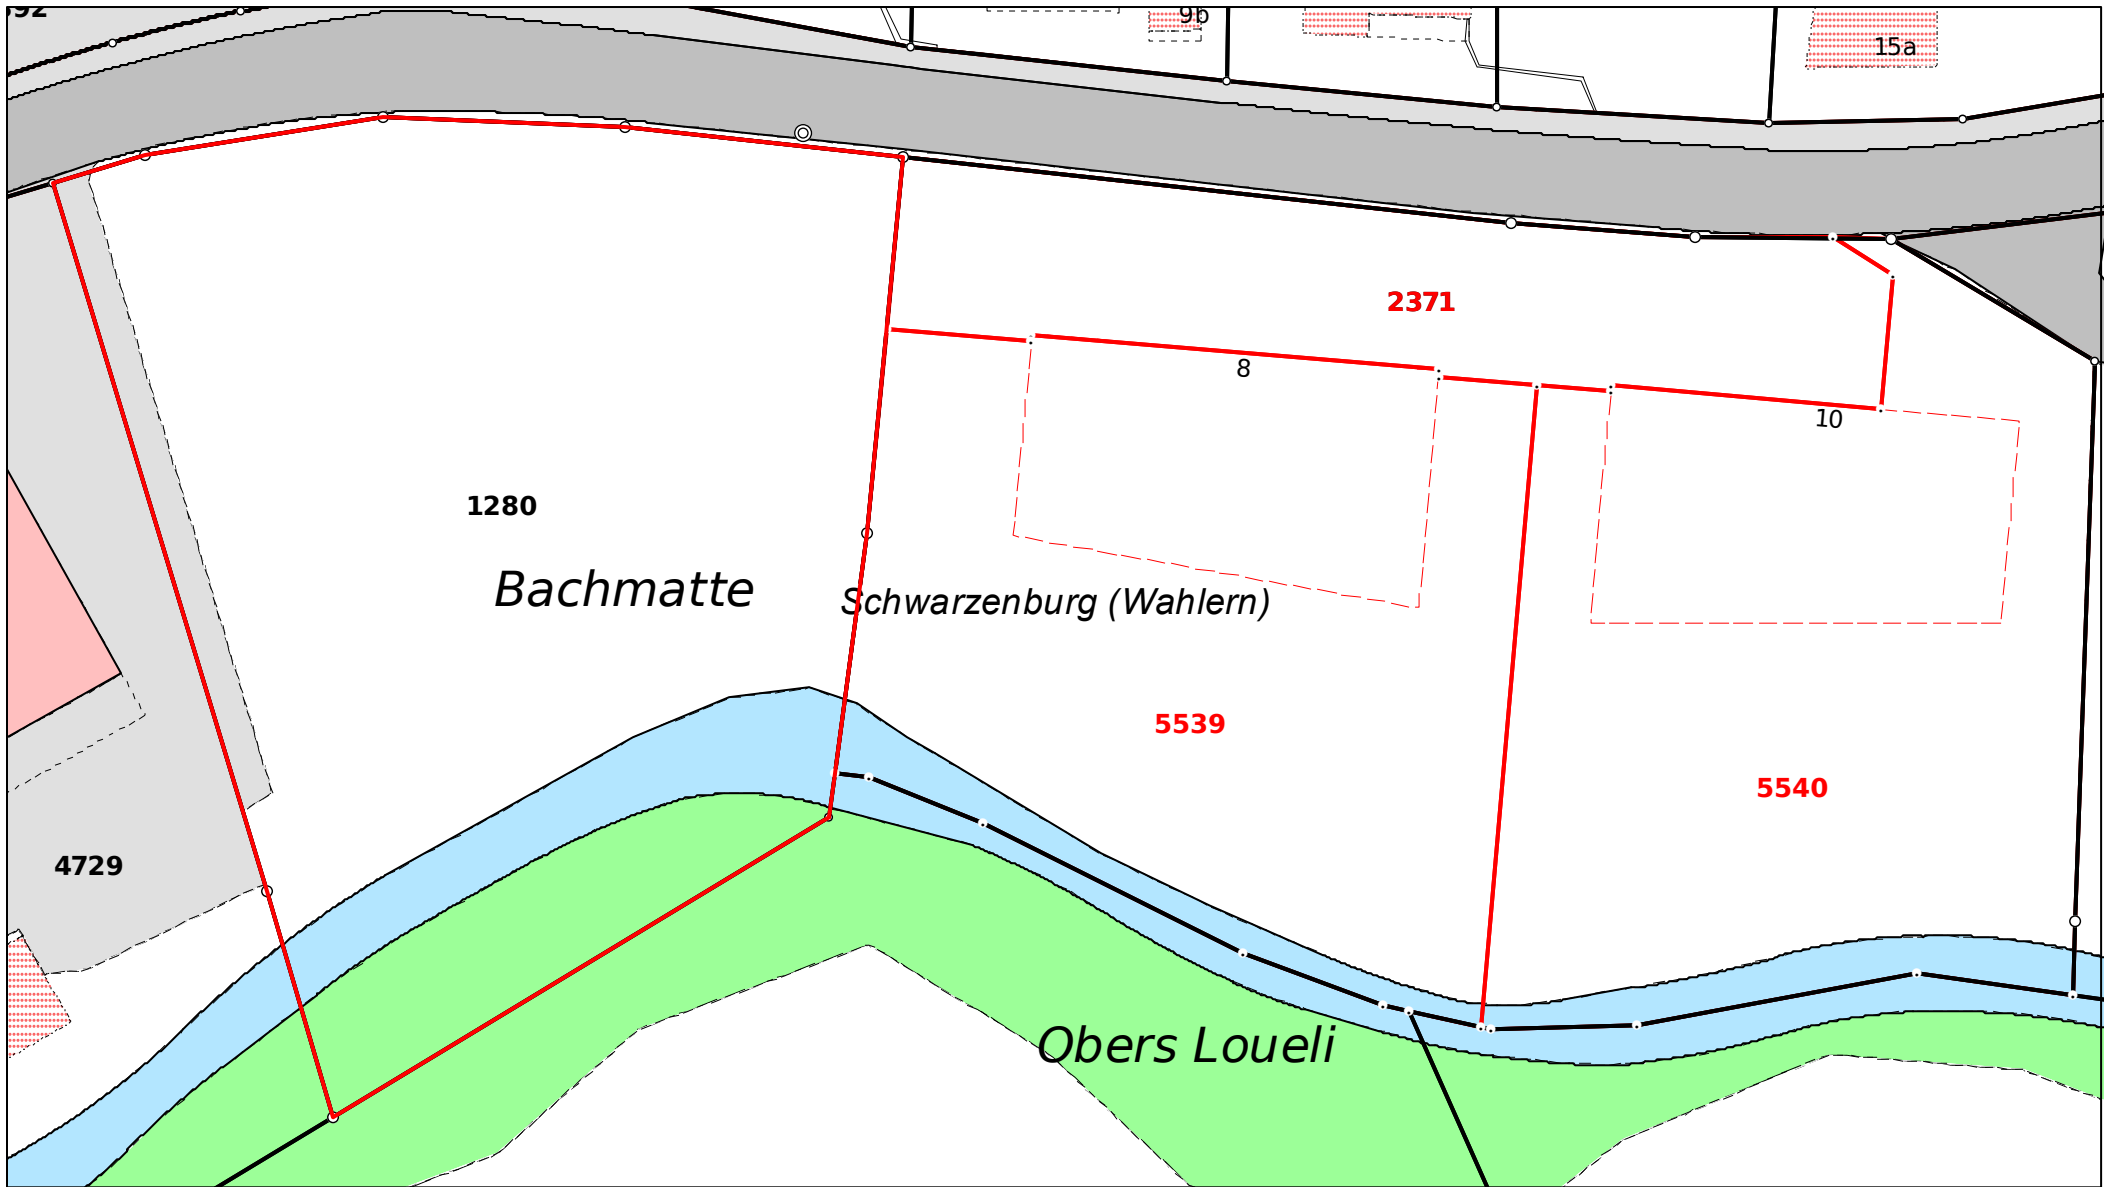 9b
15a
2371
8
10
1280
Bachmatte
Schwarzenburg (Wahlern)
5539
5540
4729
Obers Loueli